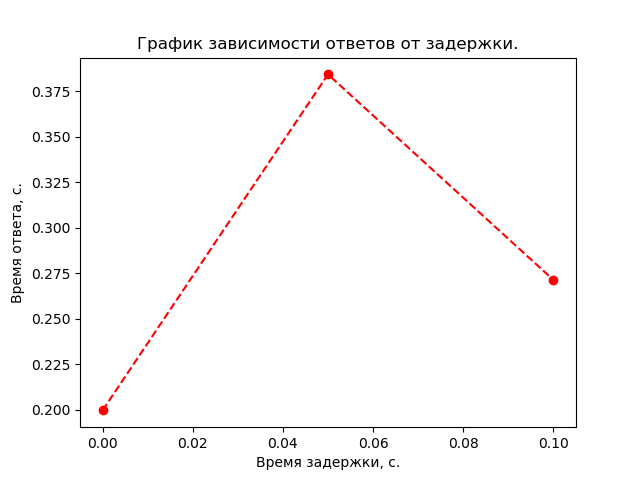 График зависимости ответов от задержки.
Время ответа, с.
0.375
0.350
0.325
0.300
0.275
0.250
0.225
0.200
0.00 0.02 0.04 0.06 0.08 0.10
Время задержки, с.